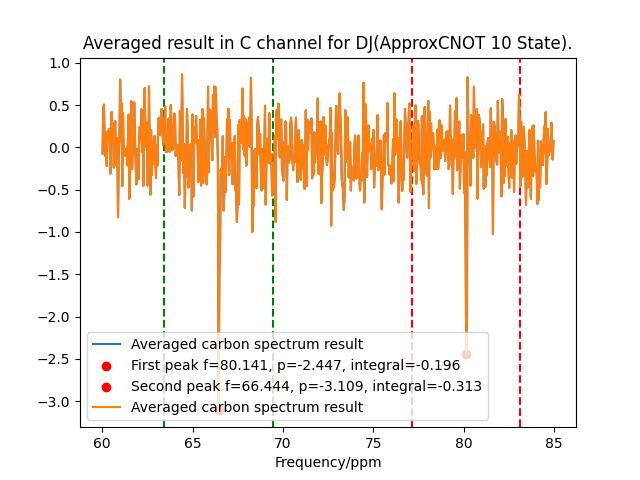 Averaged result in C channel for DJ(ApproxCNOT 10 State).
1.0
0.5
0.0
−0.5
−1.0
−1.5
−2.0
−2.5
−3.0
Averaged carbon spectrum result
First peak f=80.141, p=-2.447, integral=-0.196
Second peak f=66.444, p=-3.109, integral=-0.313
Averaged carbon spectrum result
60 65 70 75 80 85
Frequency/ppm